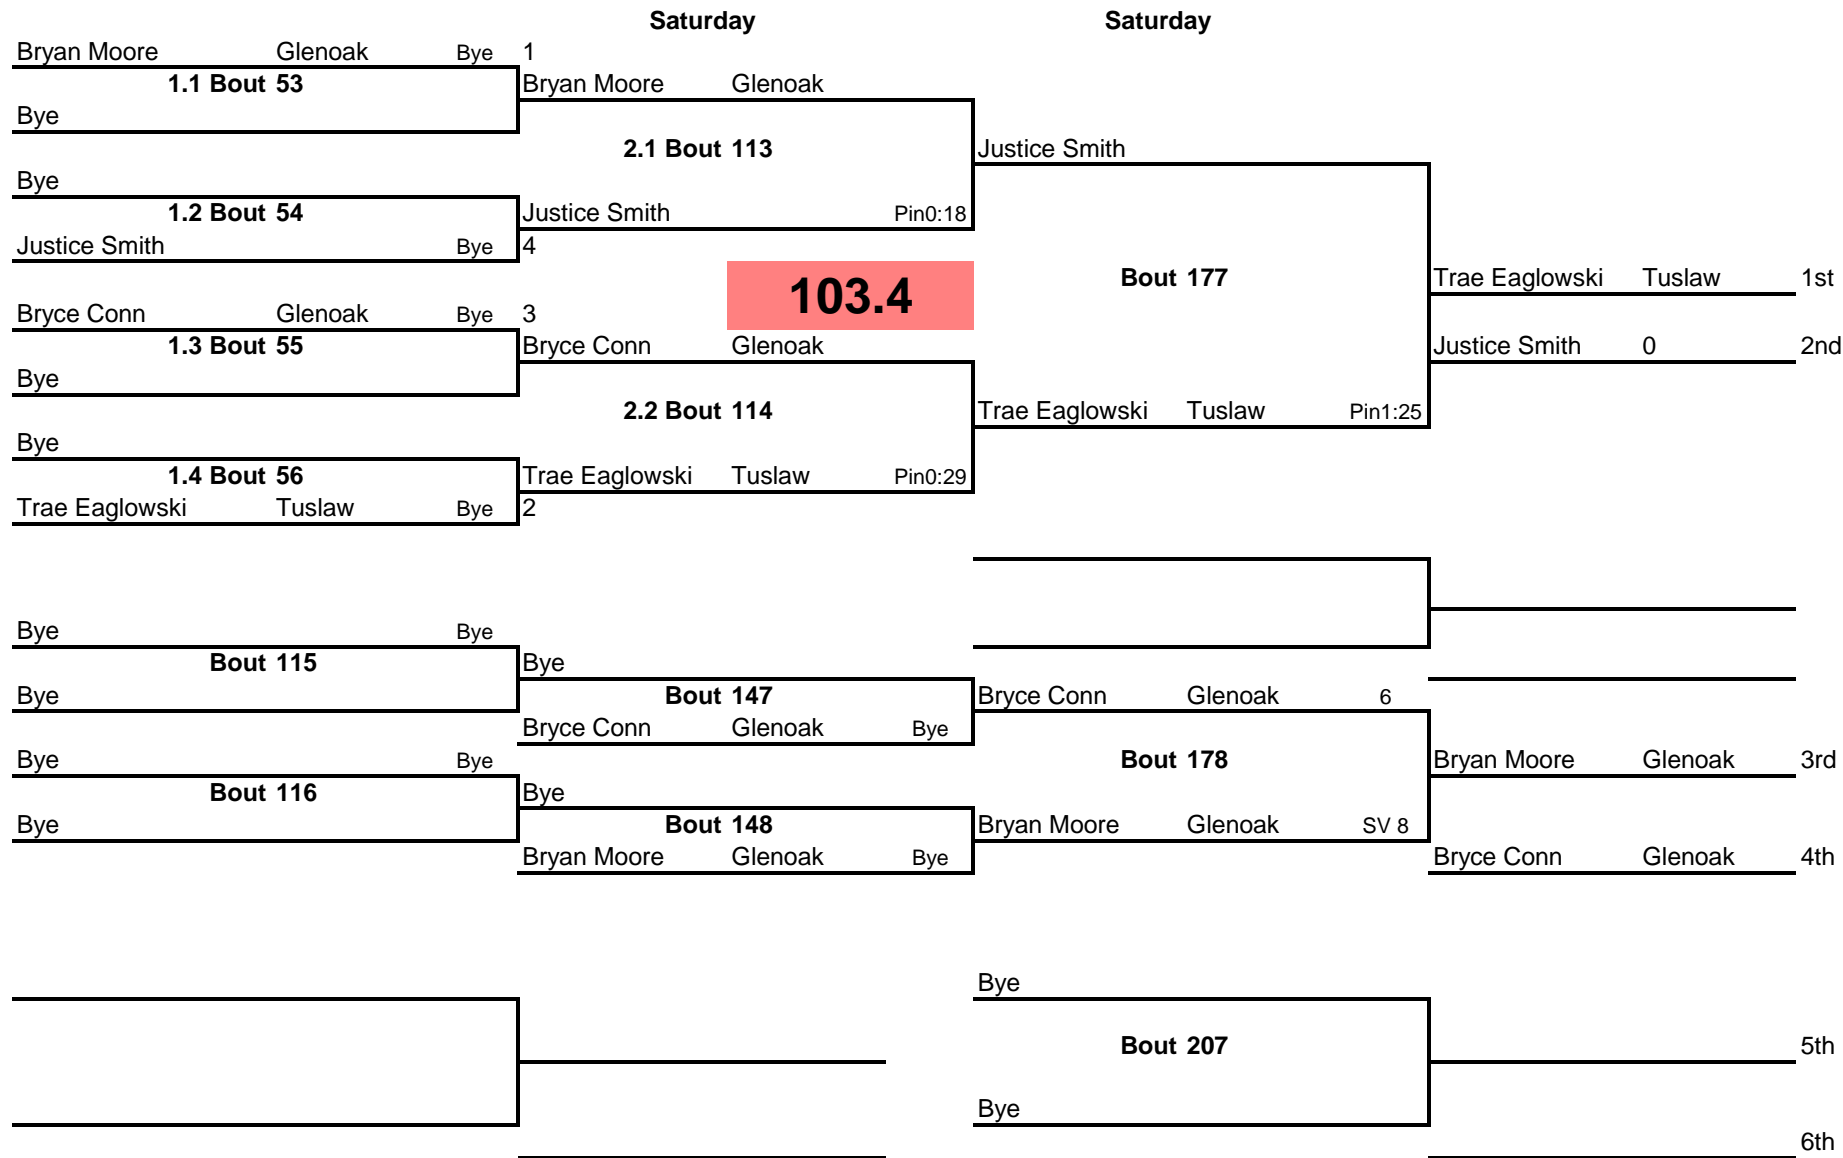 Saturday Saturday
Bryan Moore Glenoak Bye 1
1.1 Bout 53 Bryan Moore Glenoak
Bye
2.1 Bout 113 Justice Smith
Bye
1.2 Bout 54 Justice Smith Pin0:18
Justice Smith Bye 4
103.4 Bout 177 Trae Eaglowski Tuslaw 1st
Bryce Conn Glenoak Bye 3
1.3 Bout 55 Bryce Conn Glenoak Justice Smith 0 2nd
Bye
2.2 Bout 114 Trae Eaglowski Tuslaw Pin1:25
Bye
1.4 Bout 56 Trae Eaglowski Tuslaw Pin0:29
Trae Eaglowski Tuslaw Bye 2
Bye Bye
Bout 115 Bye
Bye Bout 147 Bryce Conn Glenoak 6
Bryce Conn Glenoak Bye
Bye Bye Bout 178 Bryan Moore Glenoak 3rd
Bout 116 Bye
Bye Bout 148 Bryan Moore Glenoak SV 8
Bryan Moore Glenoak Bye Bryce Conn Glenoak 4th
Bye
Bout 207 5th
Bye
6th